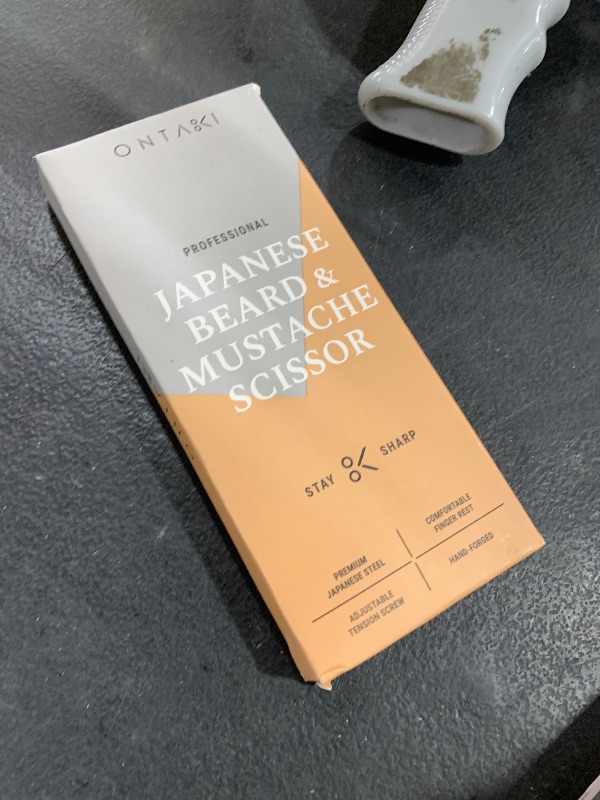 ONTAKI
PROFESSIONAL
JAPANESE
BEARD &
MUSTACHE
SCISSOR
STAY SHARP
PREMIUM
JAPANESE STEEL
COMFORTABLE
FINGER REST
ADJUSTABLE
TENSION SCREW
HAND-FORGED